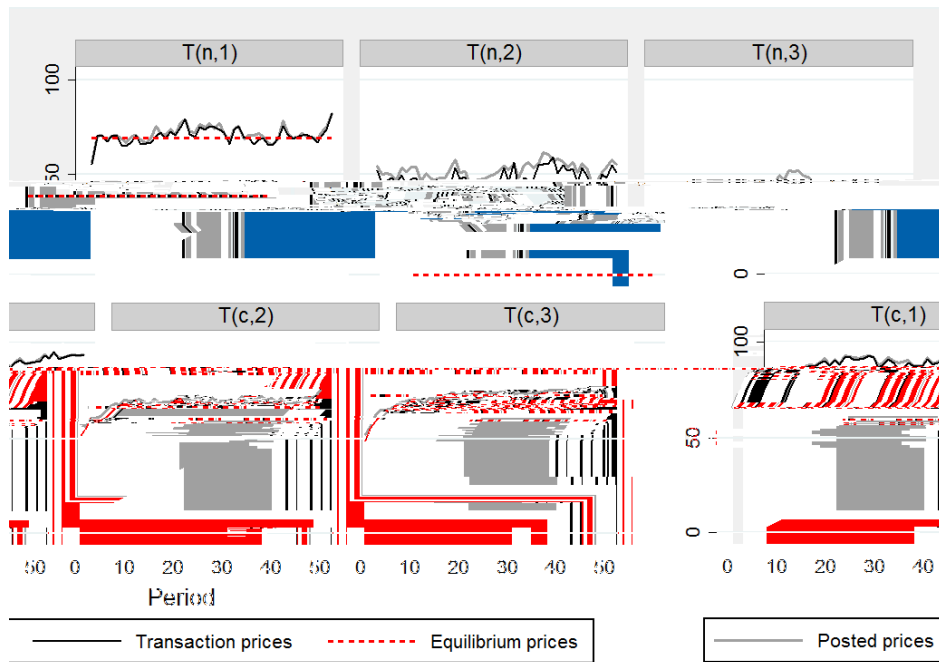 T(n,1) T(n,2) T(n,3)
100
50
0
T(c,2) T(c,3) T(c,1)
100
50
0
50 0 10 20 30 40 50 0 10 20 30 40 50 0 10 20 30 40
Period
Transaction prices Equilibrium prices Posted prices